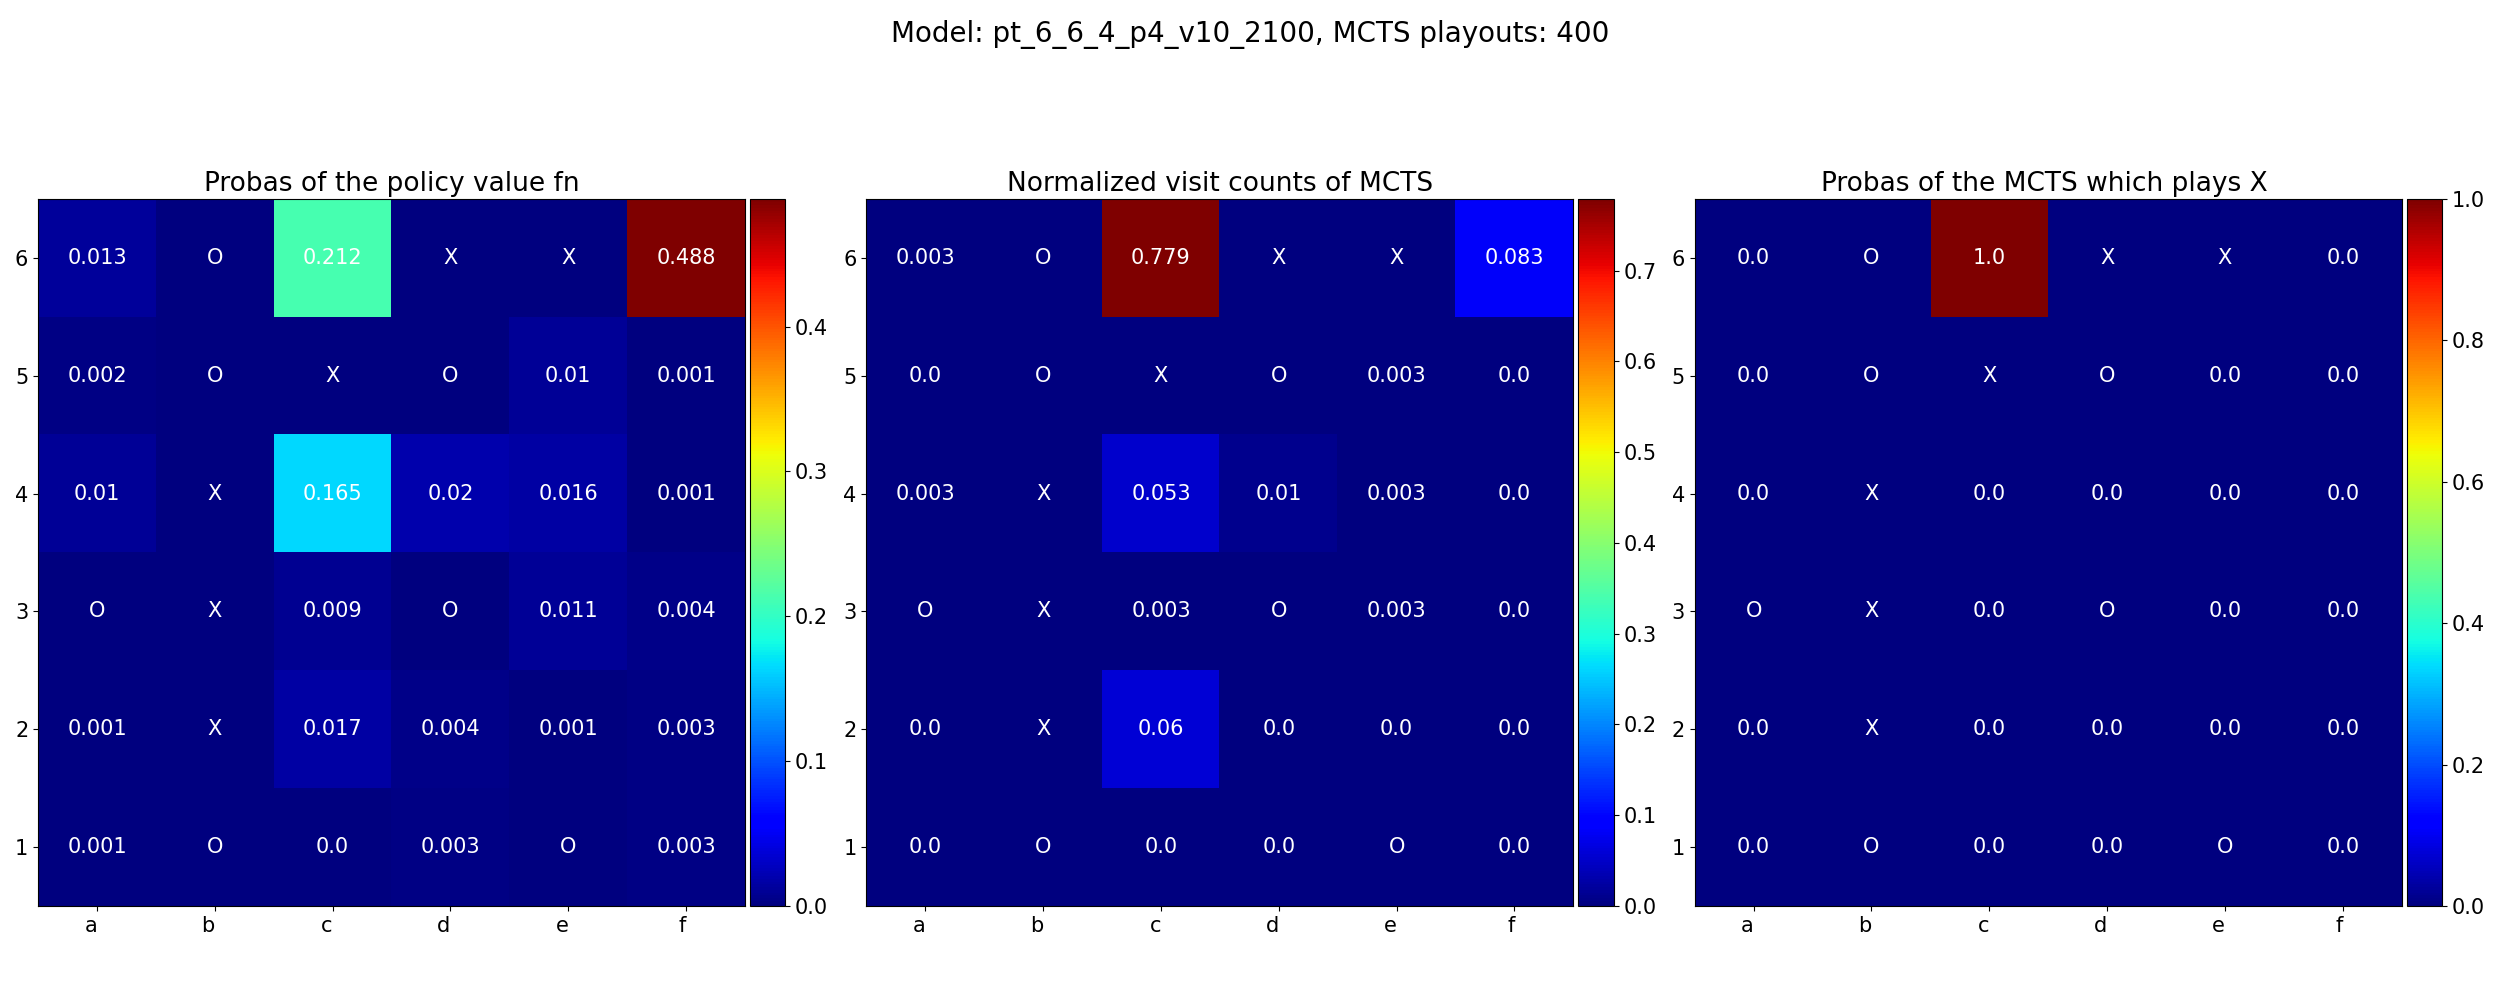 Model: pt_6_6_4_p4_v10_2100, MCTS playouts: 400
Probas of the policy value fn
6 0.013 O 0.212 X X 0.488
5 0.002 O X O 0.01 0.001
4 0.01 X 0.165 0.02 0.016 0.001
3 O X 0.009 O 0.011 0.004
2 0.001 X 0.017 0.004 0.001 0.003
1 0.001 O 0.0 0.003 O 0.003
a b c d e f
0.4
0.3
0.2
0.1
0.0
Normalized visit counts of MCTS
6 0.003 O 0.779 X X 0.083
5 0.0 O X O 0.003 0.0
4 0.003 X 0.053 0.01 0.003 0.0
3 O X 0.003 O 0.003 0.0
2 0.0 X 0.06 0.0 0.0 0.0
1 0.0 O 0.0 0.0 O 0.0
a b c d e f
0.7
0.6
0.5
0.4
0.3
0.2
0.1
0.0
Probas of the MCTS which plays X
6 0.0 O 1.0 X X 0.0
5 0.0 O X O 0.0 0.0
4 0.0 X 0.0 0.0 0.0 0.0
3 O X 0.0 O 0.0 0.0
2 0.0 X 0.0 0.0 0.0 0.0
1 0.0 O 0.0 0.0 O 0.0
a b c d e f
1.0
0.8
0.6
0.4
0.2
0.0